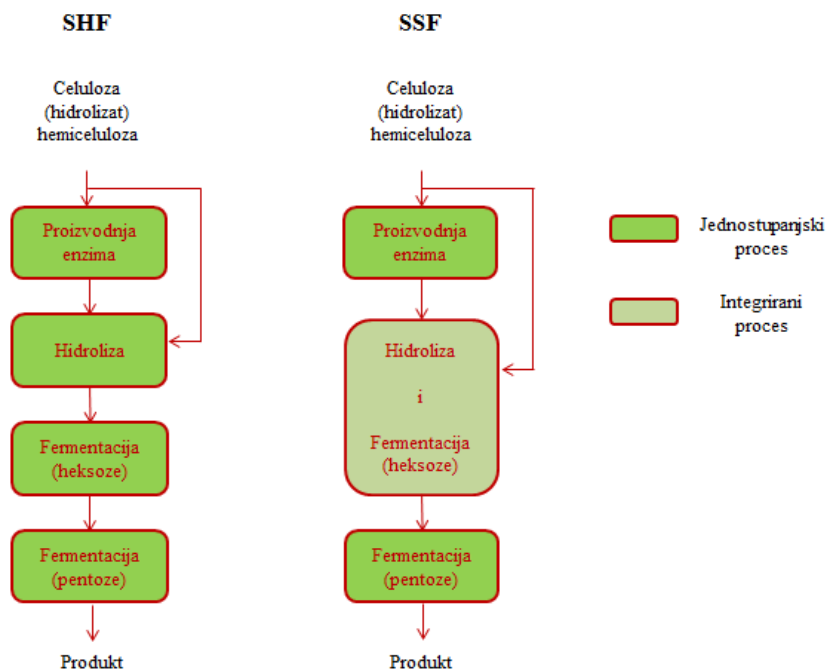 SHF
Celuloza
(hidrolizat)
hemiceluloza
Proizvodnja
enzima
Hidroliza
Fermentacija
(heksoze)
Fermentacija
(pentoze)
Produkt
SSF
Celuloza
(hidrolizat)
hemiceluloza
Proizvodnja
enzima
Hidroliza
i
Fermentacija
(heksoze)
Fermentacija
(pentoze)
Produkt
Jednostupanjski
proces
Integrirani
proces